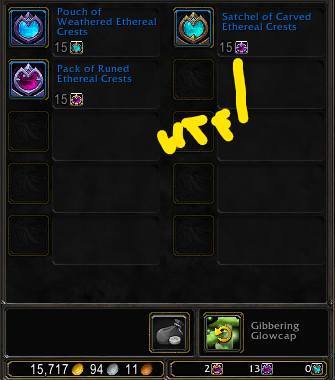 Pouch of
Weathered Ethereal
Crests
15
Satchel of Carved
Ethereal Crests
15
Pack of Runed
Ethereal Crests
15
WTF
Gibbering
Glowcap
15,717 94 11
2 13 0